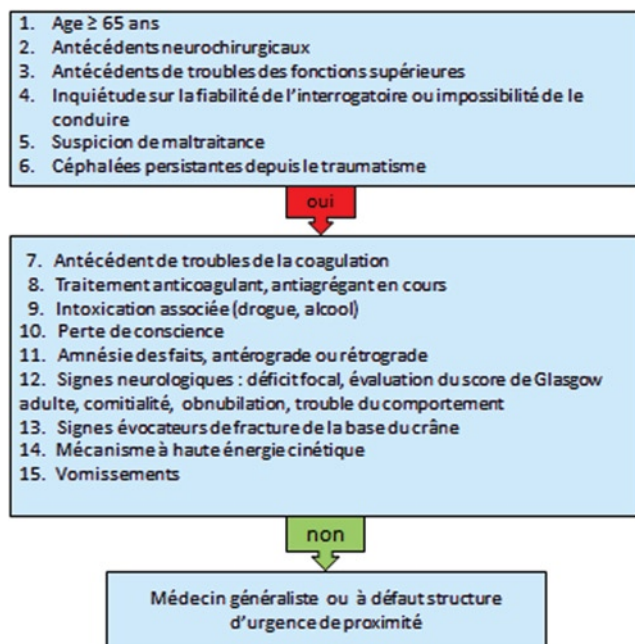 1. Age ≥ 65 ans
2. Antécédents neurochirurgicaux
3. Antécédents de troubles des fonctions supérieures
4. Inquiétude sur la fiabilité de l'interrogatoire ou impossibilité de le
conduire
5. Suspicion de maltraitance
6. Céphalées persistantes depuis le traumatisme
oui
7. Antécédent de troubles de la coagulation
8. Traitement anticoagulant, antiagrégant en cours
9. Intoxication associée (drogue, alcool)
10. Perte de conscience
11. Amnésie des faits, antérograde ou rétrograde
12. Signes neurologiques : déficit focal, évaluation du score de Glasgow
adulte, comitialité, obnubilation, trouble du comportement
13. Signes évocateurs de fracture de la base du crâne
14. Mécanisme à haute énergie cinétique
15. Vomissements
non
Médecin généraliste ou à défaut structure
d'urgence de proximité